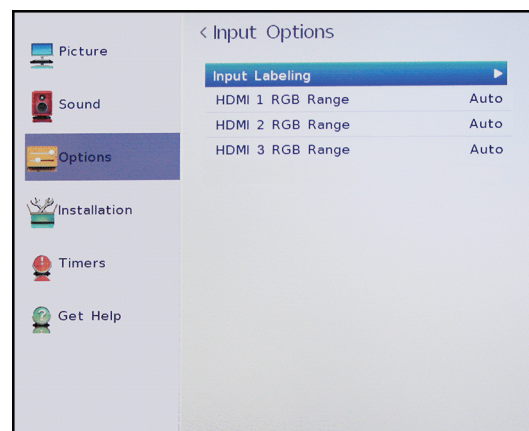 < Input Options
Picture
Sound
Options
Installation
Timers
Get Help
Input Labeling
HDMI 1 RGB Range Auto
HDMI 2 RGB Range Auto
HDMI 3 RGB Range Auto